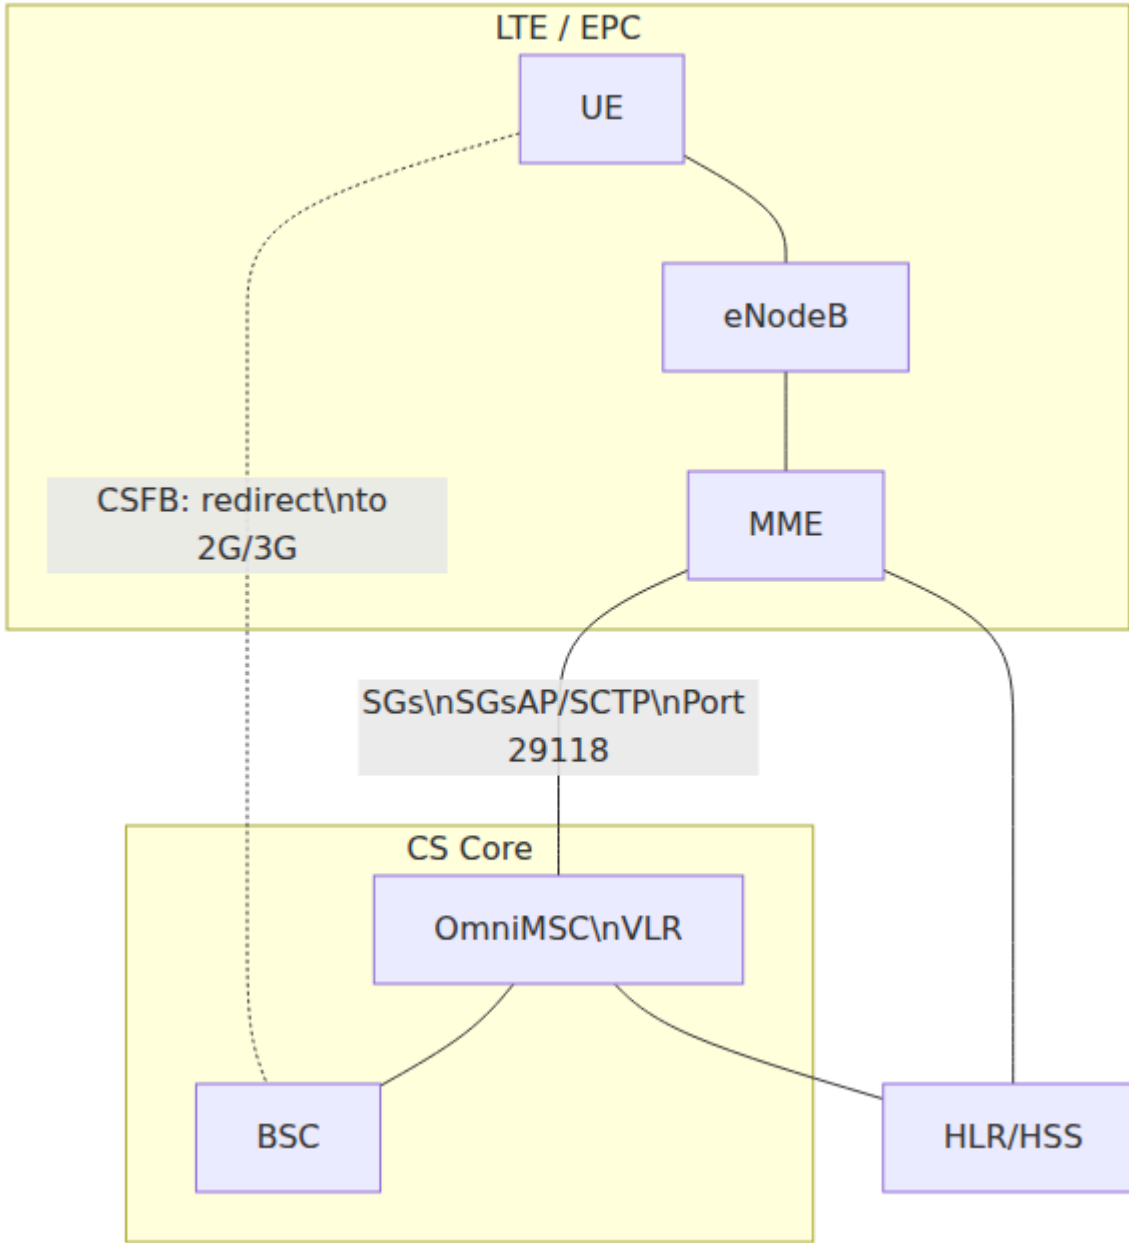 LTE / EPC
UE
eNodeB
CSFB: redirect\nto
2G/3G
MME
SGs\nSGsAP/SCTP\nPort
29118
CS Core
OmniMSC\nVLR
BSC
HLR/HSS